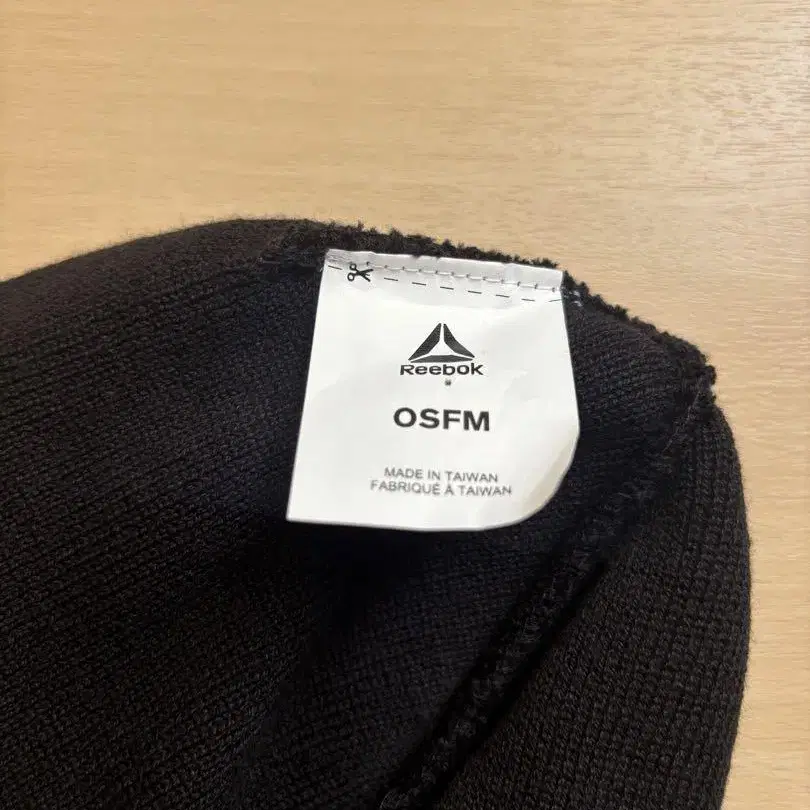 Reebok
OSFM
MADE IN TAIWAN
FABRIQUÉ À TAIWAN